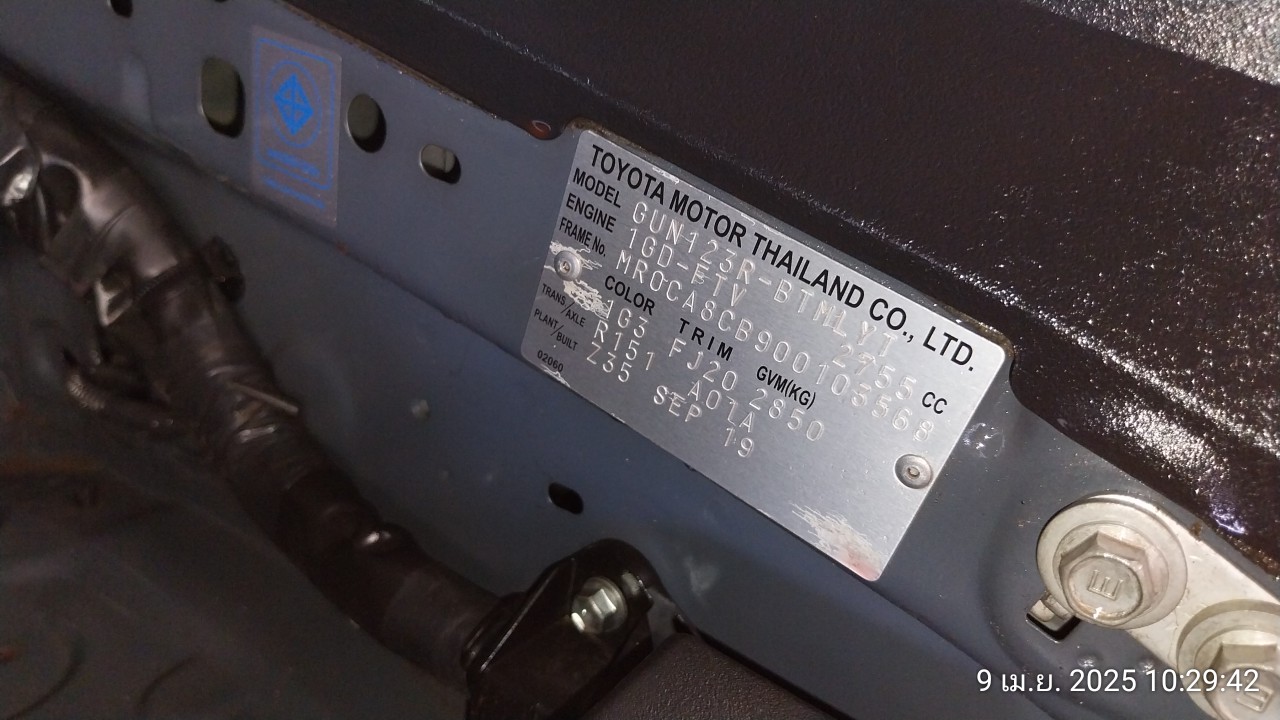 TOYOTA MOTOR THAILAND CO., LTD.
MODEL GUN123R-BTMLYT
ENGINE 1GD-FTV 2755 CC
FRAME No. MR0CA8CB900105568
COLOR TRIM GVM(KG)
1G3 FJ20 2850
TRANS/AXLE R151 A01A
PLANT/BUILT Z35 SEP 19
02060
E
9 เม.ย. 2025 10:29:42